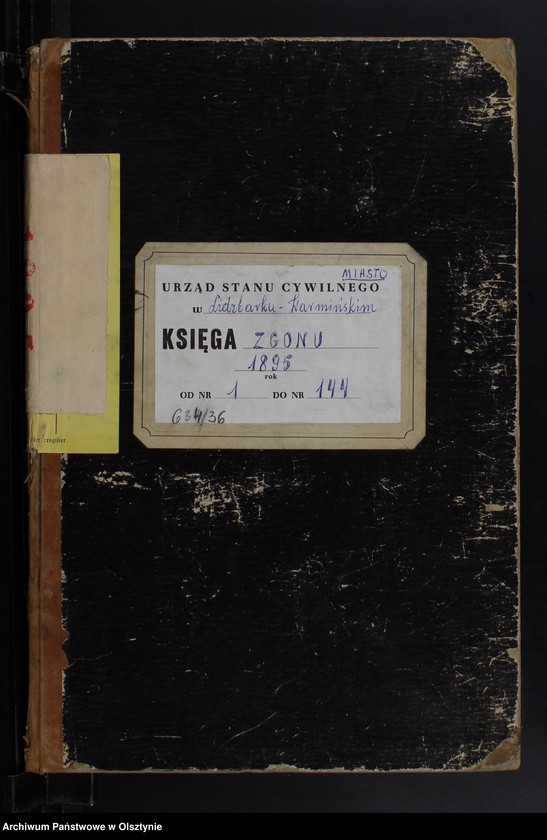 MIASTO
URZĄD STANU CYWILNEGO
w Lidzbarku-Warmińskim
KSIĘGA ZGONU
1895
rok
OD NR 1 DO NR 144
634/36
register.
Archiwum Państwowe w Olsztynie